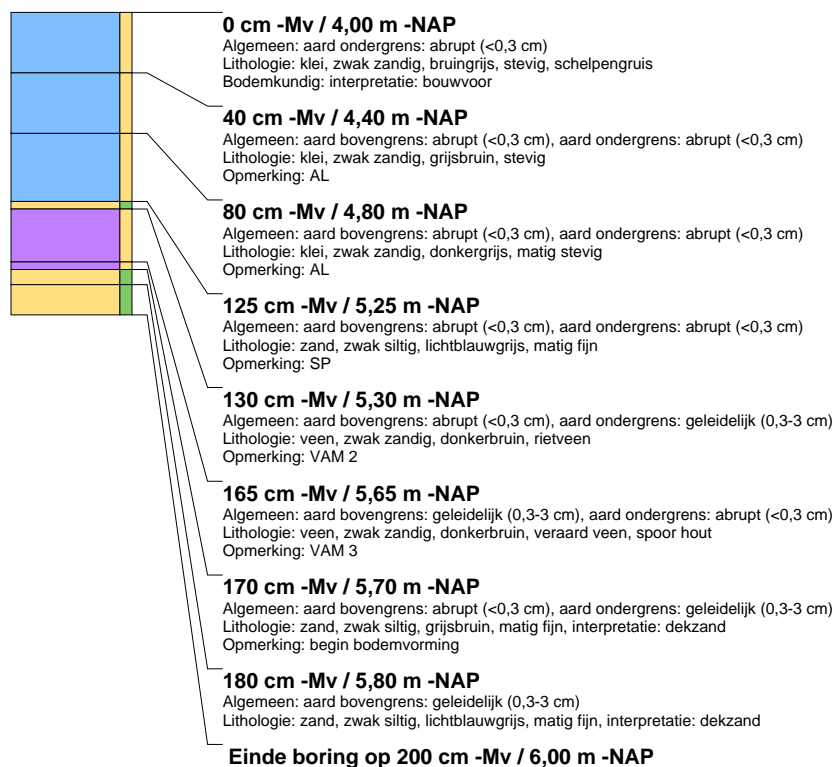 0 cm -Mv / 4,00 m -NAP
Algemeen: aard ondergrens: abrupt (<0,3 cm)
Lithologie: klei, zwak zandig, bruingrijs, stevig, schelpengruis
Bodemkundig: interpretatie: bouwvoor
40 cm -Mv / 4,40 m -NAP
Algemeen: aard bovengrens: abrupt (<0,3 cm), aard ondergrens: abrupt (<0,3 cm)
Lithologie: klei, zwak zandig, grijsbruin, stevig
Opmerking: AL
80 cm -Mv / 4,80 m -NAP
Algemeen: aard bovengrens: abrupt (<0,3 cm), aard ondergrens: abrupt (<0,3 cm)
Lithologie: klei, zwak zandig, donkergrijs, matig stevig
Opmerking: AL
125 cm -Mv / 5,25 m -NAP
Algemeen: aard bovengrens: abrupt (<0,3 cm), aard ondergrens: abrupt (<0,3 cm)
Lithologie: zand, zwak siltig, lichtblauwgrijs, matig fijn
Opmerking: SP
130 cm -Mv / 5,30 m -NAP
Algemeen: aard bovengrens: abrupt (<0,3 cm), aard ondergrens: geleidelijk (0,3-3 cm)
Lithologie: veen, zwak zandig, donkerbruin, rietveen
Opmerking: VAM 2
165 cm -Mv / 5,65 m -NAP
Algemeen: aard bovengrens: geleidelijk (0,3-3 cm), aard ondergrens: abrupt (<0,3 cm)
Lithologie: veen, zwak zandig, donkerbruin, veraard veen, spoor hout
Opmerking: VAM 3
170 cm -Mv / 5,70 m -NAP
Algemeen: aard bovengrens: abrupt (<0,3 cm), aard ondergrens: geleidelijk (0,3-3 cm)
Lithologie: zand, zwak siltig, grijsbruin, matig fijn, interpretatie: dekzand
Opmerking: begin bodemvorming
180 cm -Mv / 5,80 m -NAP
Algemeen: aard bovengrens: geleidelijk (0,3-3 cm)
Lithologie: zand, zwak siltig, lichtblauwgrijs, matig fijn, interpretatie: dekzand
Einde boring op 200 cm -Mv / 6,00 m -NAP